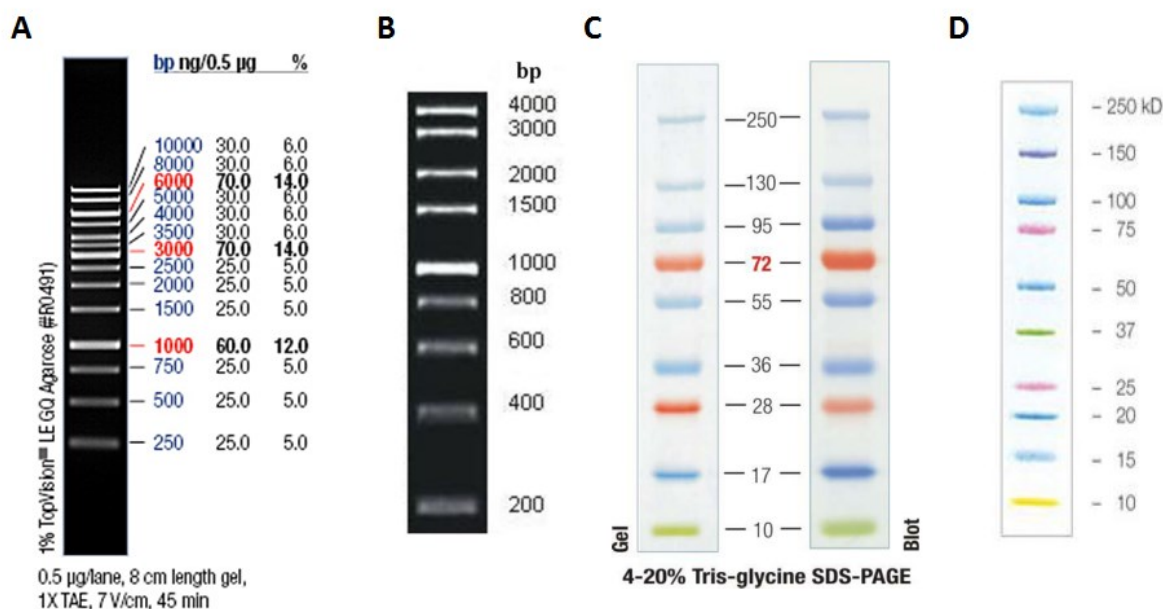 A
bp ng/0.5 µg %
10000 30.0 6.0
8000 30.0 6.0
6000 70.0 14.0
5000 30.0 6.0
4000 30.0 6.0
3500 30.0 6.0
3000 70.0 14.0
2500 25.0 5.0
2000 25.0 5.0
1500 25.0 5.0
1000 60.0 12.0
750 25.0 5.0
500 25.0 5.0
250 25.0 5.0
1% TopVision™ LE GQ Agarose (#R0491)
0.5 µg/lane, 8 cm length gel,
1X TAE, 7 V/cm, 45 min
B
bp
4000
3000
2000
1500
1000
800
600
400
200
C
250
130
95
72
55
36
28
17
10
Gel
Blot
4-20% Tris-glycine SDS-PAGE
D
250 kD
150
100
75
50
37
25
20
15
10